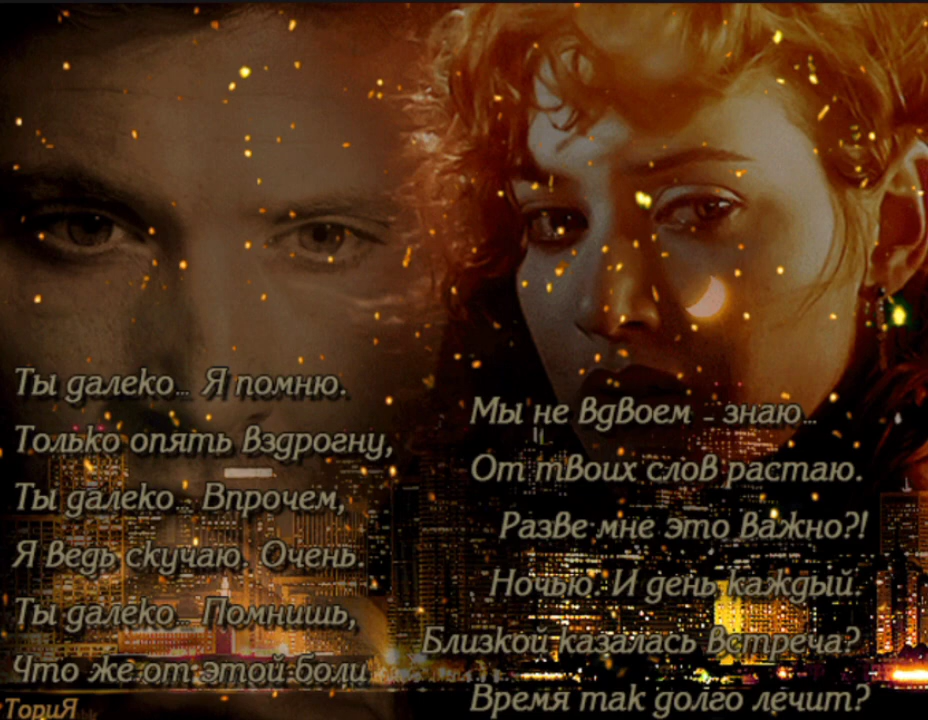 Ты далеко... Я помню.
Только опять вздрогну,
Ты далеко... Впрочем,
Я ведь скучаю. Очень.
Ты далеко... Помнишь,
Что же от этой боли
ТориЯ
Мы не вдвоем - знаю...
От твоих слов растаю.
Разве мне это важно?!
Ночью. И день каждый.
Близкой казалась встреча?
Время так долго лечит?